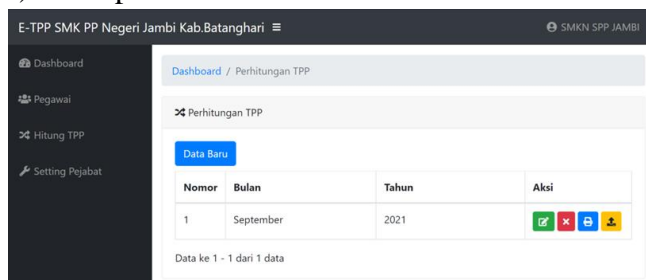 E-TPP SMK PP Negeri Jambi Kab.Batanghari
SMKN SPP JAMBI
Dashboard
Pegawai
Hitung TPP
Setting Pejabat
Dashboard / Perhitungan TPP
Perhitungan TPP
Data Baru
Nomor Bulan Tahun Aksi
1 September 2021
Data ke 1 - 1 dari 1 data